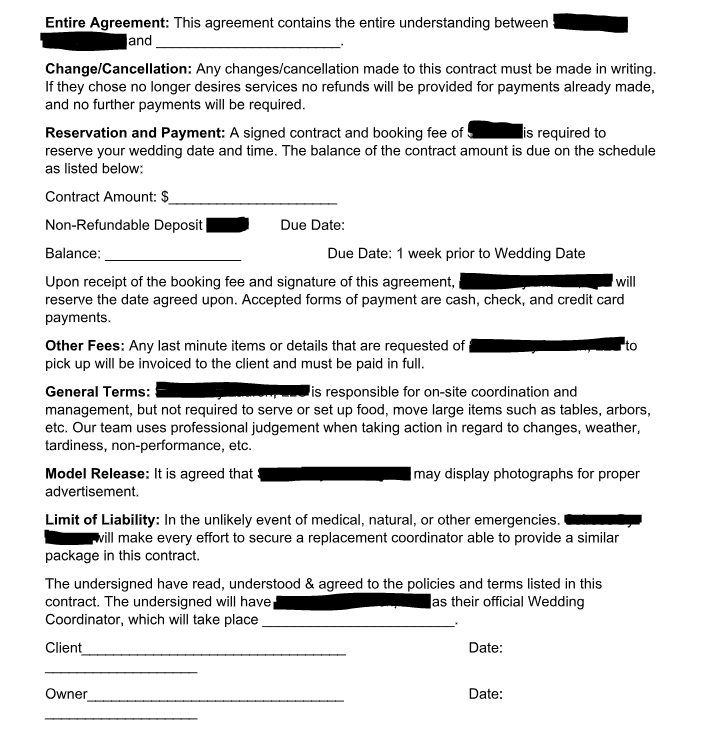 Entire Agreement: This agreement contains the entire understanding between
and ______________________.
Change/Cancellation: Any changes/cancellation made to this contract must be made in writing.
If they chose no longer desires services no refunds will be provided for payments already made,
and no further payments will be required.
Reservation and Payment: A signed contract and booking fee of is required to
reserve your wedding date and time. The balance of the contract amount is due on the schedule
as listed below:
Contract Amount: $____________________
Non-Refundable Deposit Due Date:
Balance: ________________ Due Date: 1 week prior to Wedding Date
Upon receipt of the booking fee and signature of this agreement, will
reserve the date agreed upon. Accepted forms of payment are cash, check, and credit card
payments.
Other Fees: Any last minute items or details that are requested of to
pick up will be invoiced to the client and must be paid in full.
General Terms: is responsible for on-site coordination and
management, but not required to serve or set up food, move large items such as tables, arbors,
etc. Our team uses professional judgement when taking action in regard to changes, weather,
tardiness, non-performance, etc.
Model Release: It is agreed that may display photographs for proper
advertisement.
Limit of Liability: In the unlikely event of medical, natural, or other emergencies.
will make every effort to secure a replacement coordinator able to provide a similar
package in this contract.
The undersigned have read, understood & agreed to the policies and terms listed in this
contract. The undersigned will have as their official Wedding
Coordinator, which will take place _______________________.
Client________________________________ Date:
__________________
Owner_______________________________ Date:
__________________